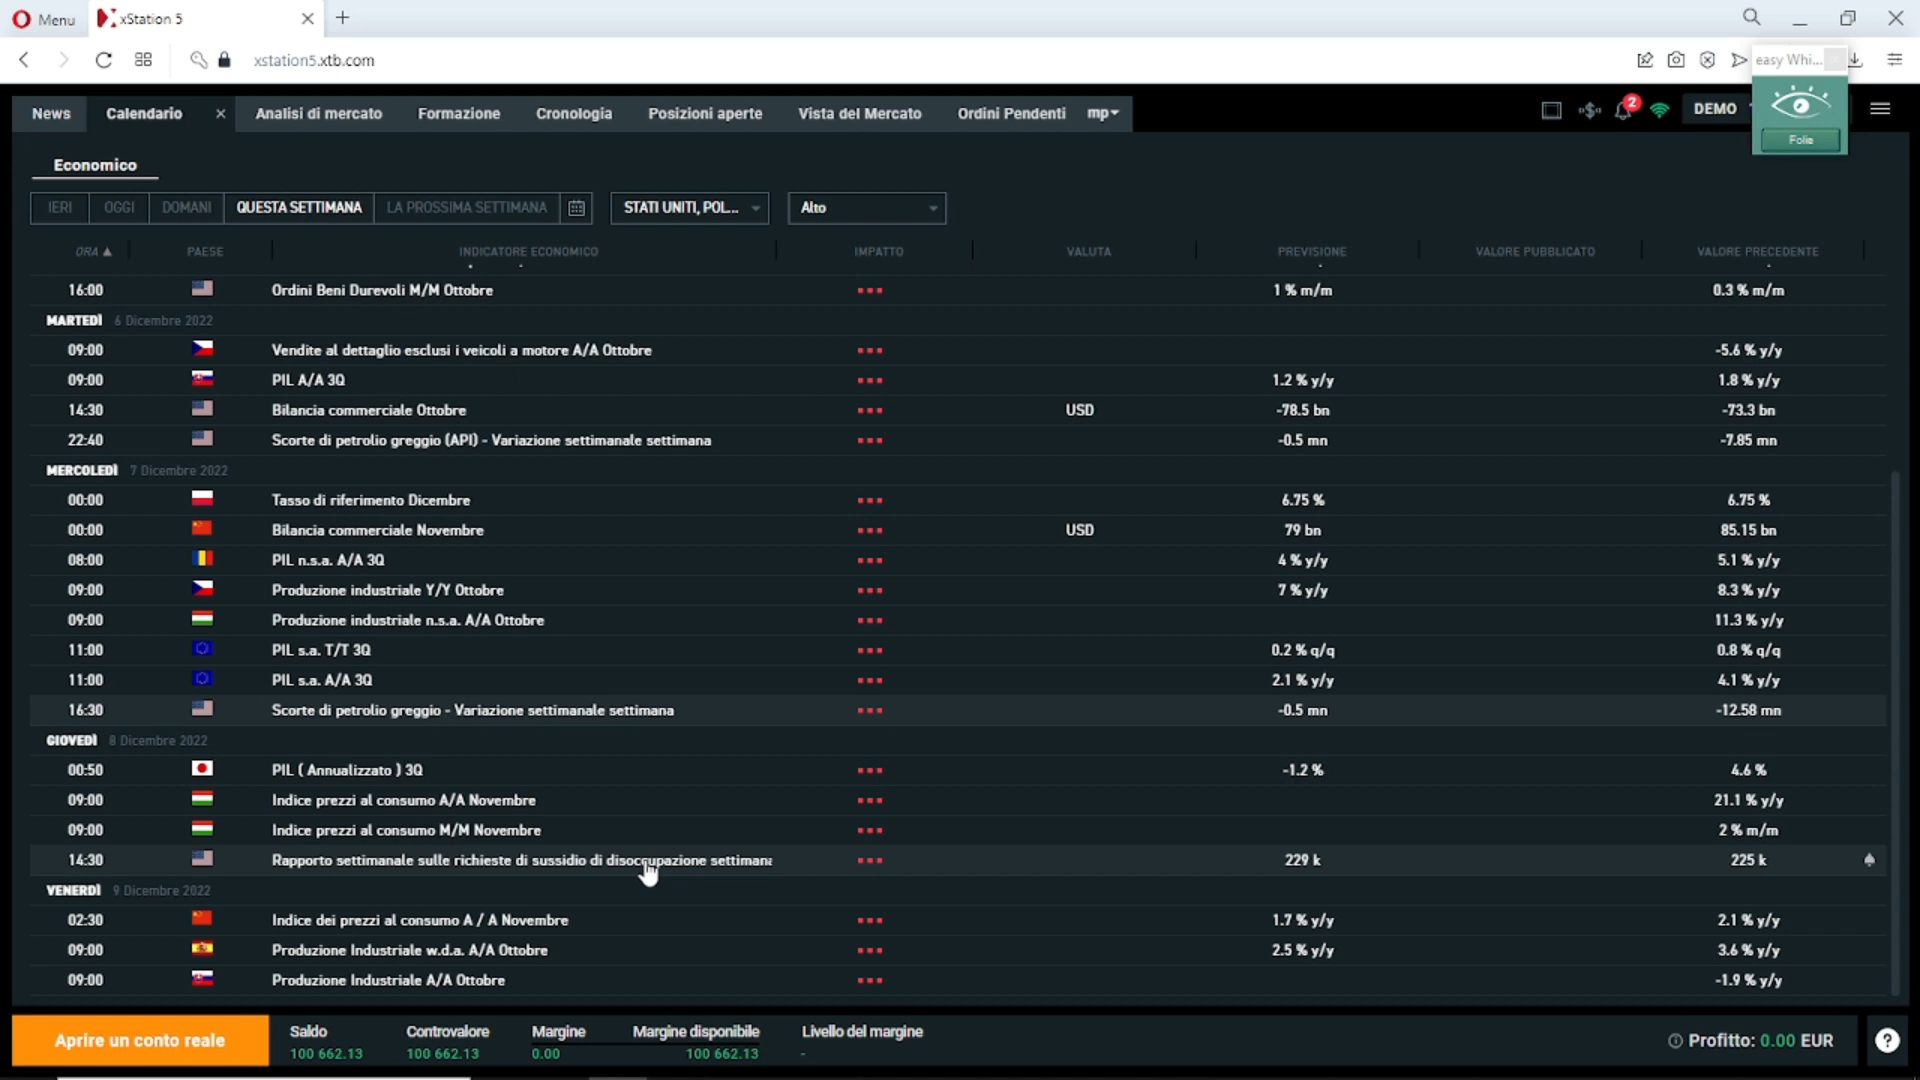 Menu xStation 5
xstation5.xtb.com easy Whi...
News Calendario Analisi di mercato Formazione Cronologia Posizioni aperte Vista del Mercato Ordini Pendenti mp 2 DEMO
Folie
Economico
IERI OGGI DOMANI QUESTA SETTIMANA LA PROSSIMA SETTIMANA STATI UNITI, POL... Alto
ORA PAESE INDICATORE ECONOMICO IMPATTO VALUTA PREVISIONE VALORE PUBBLICATO VALORE PRECEDENTE
16:00 Ordini Beni Durevoli M/M Ottobre 1 % m/m 0.3 % m/m
MARTEDÌ 6 Dicembre 2022
09:00 Vendite al dettaglio esclusi i veicoli a motore A/A Ottobre -5.6 % y/y
09:00 PIL A/A 3Q 1.2 % y/y 1.8 % y/y
14:30 Bilancia commerciale Ottobre USD -78.5 bn -73.3 bn
22:40 Scorte di petrolio greggio (API) - Variazione settimanale settimana -0.5 mn -7.85 mn
MERCOLEDÌ 7 Dicembre 2022
00:00 Tasso di riferimento Dicembre 6.75 % 6.75 %
00:00 Bilancia commerciale Novembre USD 79 bn 85.15 bn
08:00 PIL n.s.a. A/A 3Q 4 % y/y 5.1 % y/y
09:00 Produzione industriale Y/Y Ottobre 7 % y/y 8.3 % y/y
09:00 Produzione industriale n.s.a. A/A Ottobre 11.3 % y/y
11:00 PIL s.a. T/T 3Q 0.2 % q/q 0.8 % q/q
11:00 PIL s.a. A/A 3Q 2.1 % y/y 4.1 % y/y
16:30 Scorte di petrolio greggio - Variazione settimanale settimana -0.5 mn -12.58 mn
GIOVEDÌ 8 Dicembre 2022
00:50 PIL ( Annualizzato ) 3Q -1.2 % 4.6 %
09:00 Indice prezzi al consumo A/A Novembre 21.1 % y/y
09:00 Indice prezzi al consumo M/M Novembre 2 % m/m
14:30 Rapporto settimanale sulle richieste di sussidio di disoccupazione settimana 229 k 225 k
VENERDÌ 9 Dicembre 2022
02:30 Indice dei prezzi al consumo A / A Novembre 1.7 % y/y 2.1 % y/y
09:00 Produzione Industriale w.d.a. A/A Ottobre 2.5 % y/y 3.6 % y/y
09:00 Produzione Industriale A/A Ottobre -1.9 % y/y
Aprire un conto reale Saldo Controvalore Margine Margine disponibile Livello del margine Profitto: 0.00 EUR ?
100 662.13 100 662.13 0.00 100 662.13 -